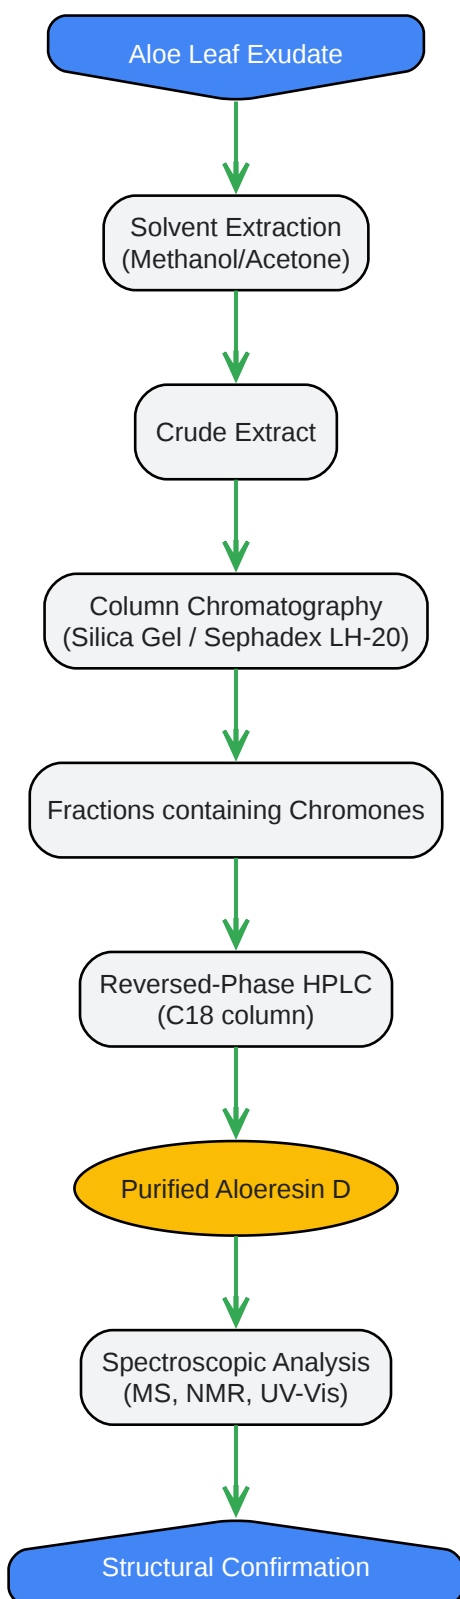 Aloe Leaf Exudate
Solvent Extraction
(Methanol/Acetone)
Crude Extract
Column Chromatography
(Silica Gel / Sephadex LH-20)
Fractions containing Chromones
Reversed-Phase HPLC
(C18 column)
Purified Aloeresin D
Spectroscopic Analysis
(MS, NMR, UV-Vis)
Structural Confirmation